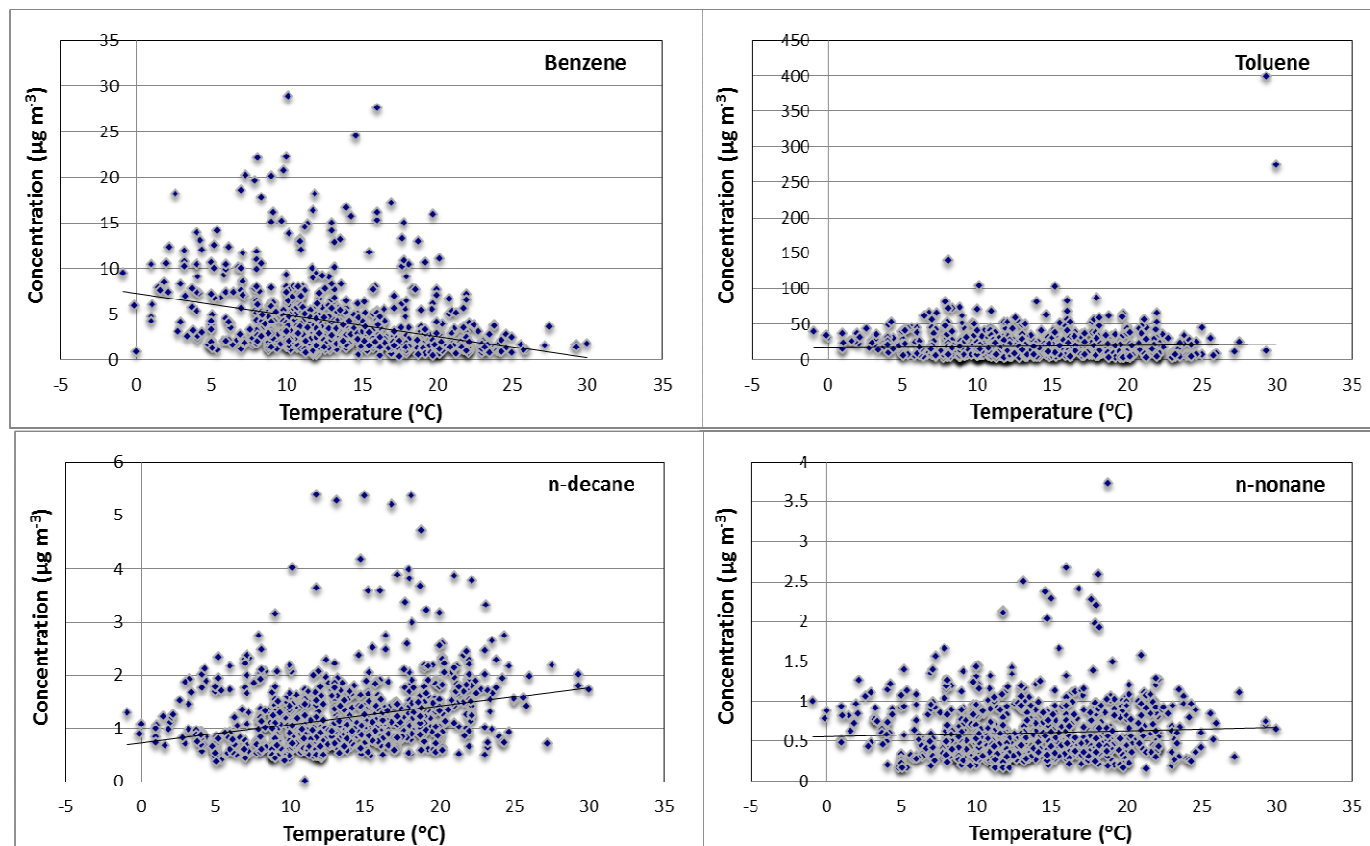 Benzene
Concentration (µg m-3)
35
30
25
20
15
10
5
0
-5 0 5 10 15 20 25 30 35
Temperature (°C)
Toluene
Concentration (µg m-3)
450
400
350
300
250
200
150
100
50
0
-5 0 5 10 15 20 25 30 35
Temperature (°C)
n-decane
Concentration (µg m-3)
6
5
4
3
2
1
0
-5 0 5 10 15 20 25 30 35
Temperature (°C)
n-nonane
Concentration (µg m-3)
4
3.5
3
2.5
2
1.5
1
0.5
0
-5 0 5 10 15 20 25 30 35
Temperature (°C)